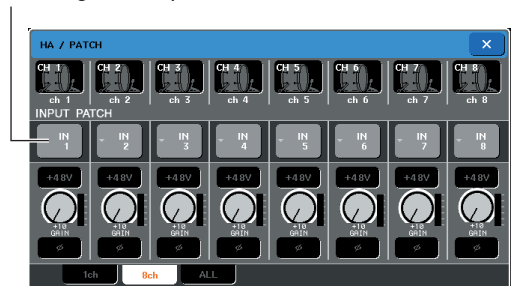 HA / PATCH
CH 1 CH 2 CH 3 CH 4 CH 5 CH 6 CH 7 CH 8
ch 1 ch 2 ch 3 ch 4 ch 5 ch 6 ch 7 ch 8
INPUT PATCH
IN IN IN IN IN IN IN IN
1 2 3 4 5 6 7 8
+48V +48V +48V +48V +48V +48V +48V +48V
+10 +10 +10 +10 +10 +10 +10 +10
GAIN GAIN GAIN GAIN GAIN GAIN GAIN GAIN
ø ø ø ø ø ø ø ø
1ch 8ch ALL